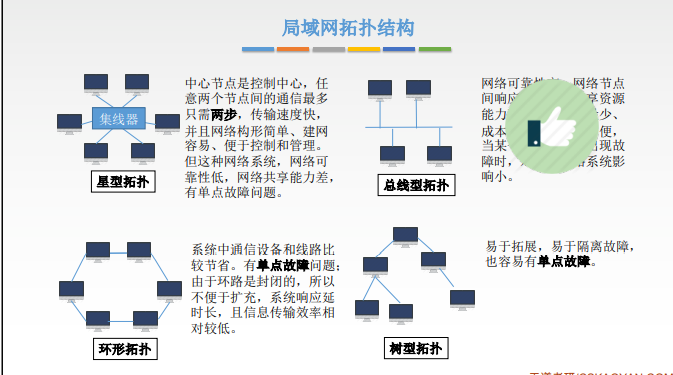 局域网拓扑结构
集线器
星型拓扑
中心节点是控制中心，任
意两个节点间的通信最多
只需两步，传输速度快，
并且网络构形简单、建网
容易、便于控制和管理。
但这种网络系统，网络可
靠性低，网络共享能力差，
有单点故障问题。
总线型拓扑
网络可靠性 网络节点
间响应 享资源
能力 少、
成本 便，
当某 出现故
障时， 系统影
响小。
环形拓扑
系统中通信设备和线路比
较节省。有单点故障问题；
由于环路是封闭的，所以
不便于扩充，系统响应延
时长，且信息传输效率相
对较低。
树型拓扑
易于拓展，易于隔离故障，
也容易有单点故障。